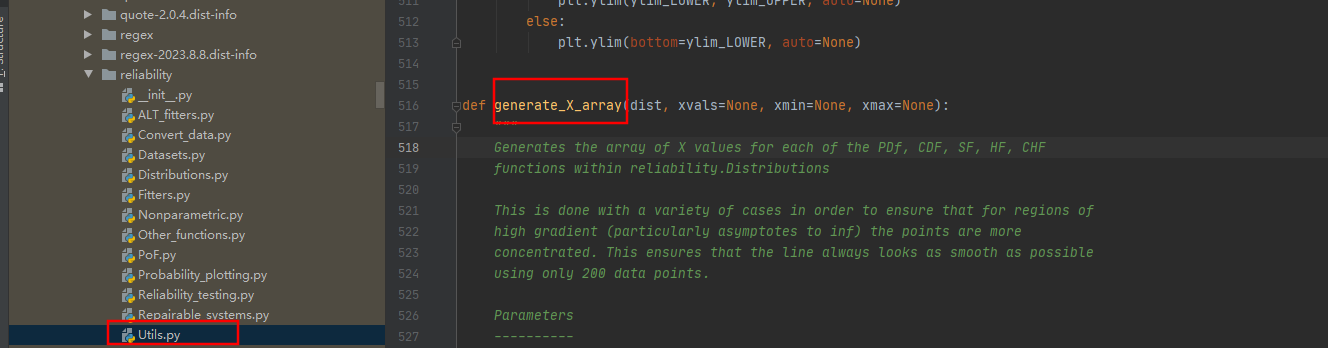 1: Structure
quote-2.0.4.dist-info
regex
regex-2023.8.8.dist-info
reliability
__init__.py
ALT_fitters.py
Convert_data.py
Datasets.py
Distributions.py
Fitters.py
Nonparametric.py
Other_functions.py
PoF.py
Probability_plotting.py
Reliability_testing.py
Repairable_systems.py
Utils.py
511 plt.ylim(ylim_LOWER, ylim_UPPER, auto=None)
512 else:
513 plt.ylim(bottom=ylim_LOWER, auto=None)
514
515
516 def generate_X_array(dist, xvals=None, xmin=None, xmax=None):
517 """
518 Generates the array of X values for each of the PDf, CDF, SF, HF, CHF
519 functions within reliability.Distributions
520
521 This is done with a variety of cases in order to ensure that for regions of
522 high gradient (particularly asymptotes to inf) the points are more
523 concentrated. This ensures that the line always looks as smooth as possible
524 using only 200 data points.
525
526 Parameters
527 ----------